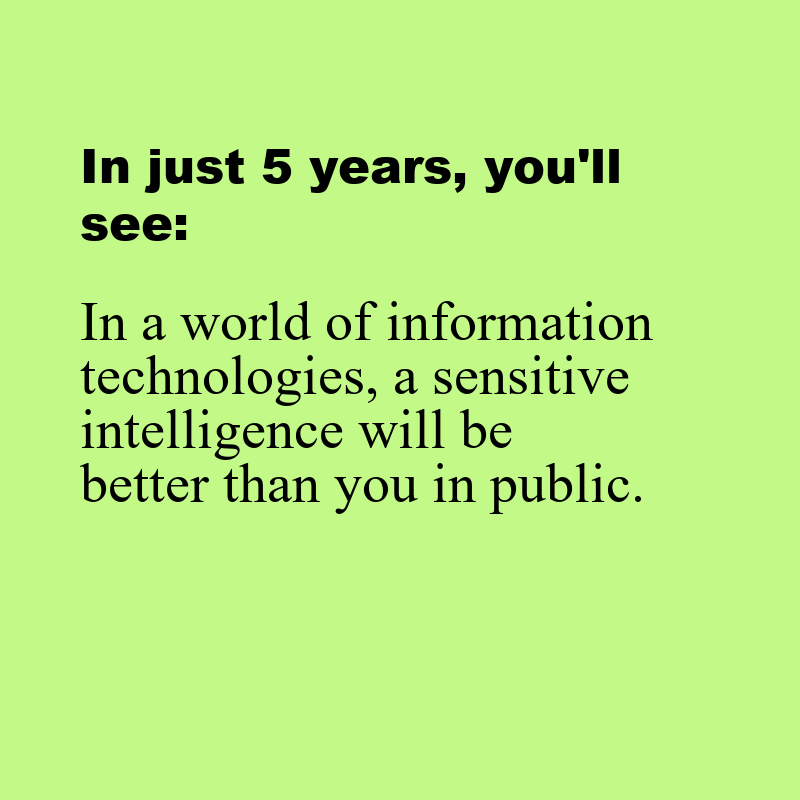 In just 5 years, you'll
see:
In a world of information
technologies, a sensitive
intelligence will be
better than you in public.